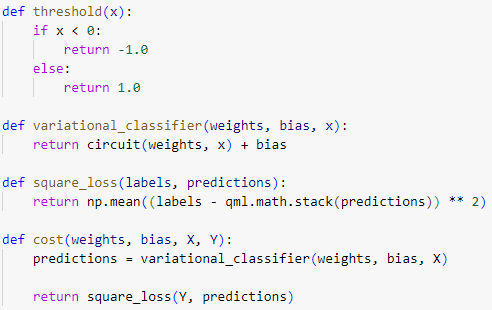 def threshold(x):
    if x < 0:
        return -1.0
    else:
        return 1.0
def variational_classifier(weights, bias, x):
    return circuit(weights, x) + bias
def square_loss(labels, predictions):
    return np.mean((labels - qml.math.stack(predictions)) ** 2)
def cost(weights, bias, X, Y):
    predictions = variational_classifier(weights, bias, X)
    return square_loss(Y, predictions)